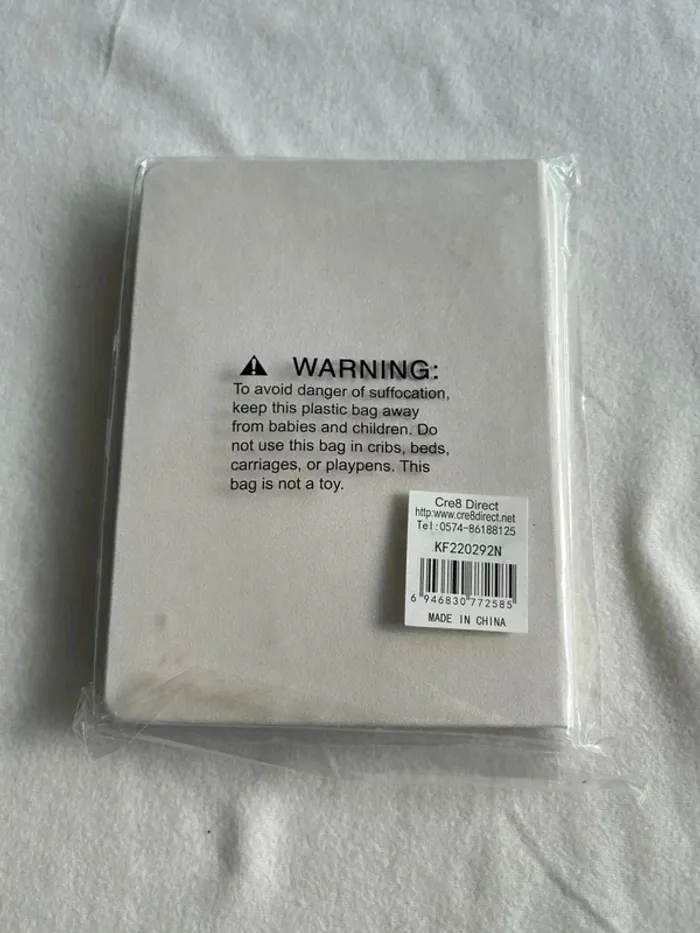 WARNING:
To avoid danger of suffocation,
keep this plastic bag away
from babies and children. Do
not use this bag in cribs, beds,
carriages, or playpens. This
bag is not a toy.
Cre8 Direct
http:www.cre8direct.net
Tel:0574-86188125
KF220292N
6 946830 772585
MADE IN CHINA